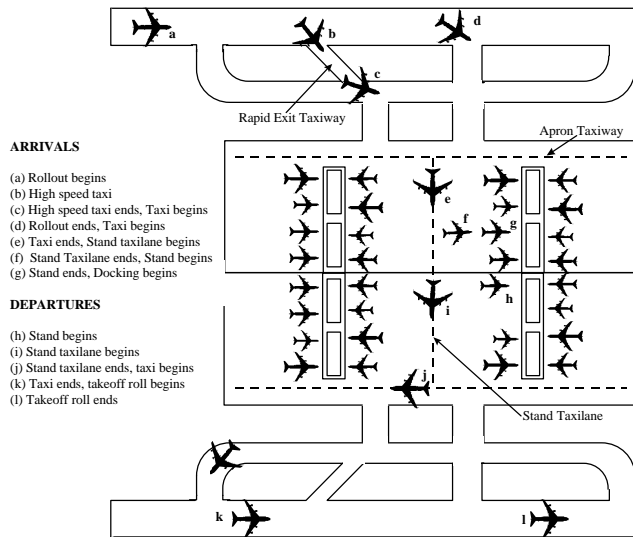 a
b
d
c
Rapid Exit Taxiway
Apron Taxiway
ARRIVALS
(a) Rollout begins
(b) High speed taxi
(c) High speed taxi ends, Taxi begins
(d) Rollout ends, Taxi begins
(e) Taxi ends, Stand taxilane begins
(f) Stand Taxilane ends, Stand begins
(g) Stand ends, Docking begins
DEPARTURES
(h) Stand begins
(i) Stand taxilane begins
(j) Stand taxilane ends, taxi begins
(k) Taxi ends, takeoff roll begins
(l) Takeoff roll ends
e
f
g
h
i
j
Stand Taxilane
k
l